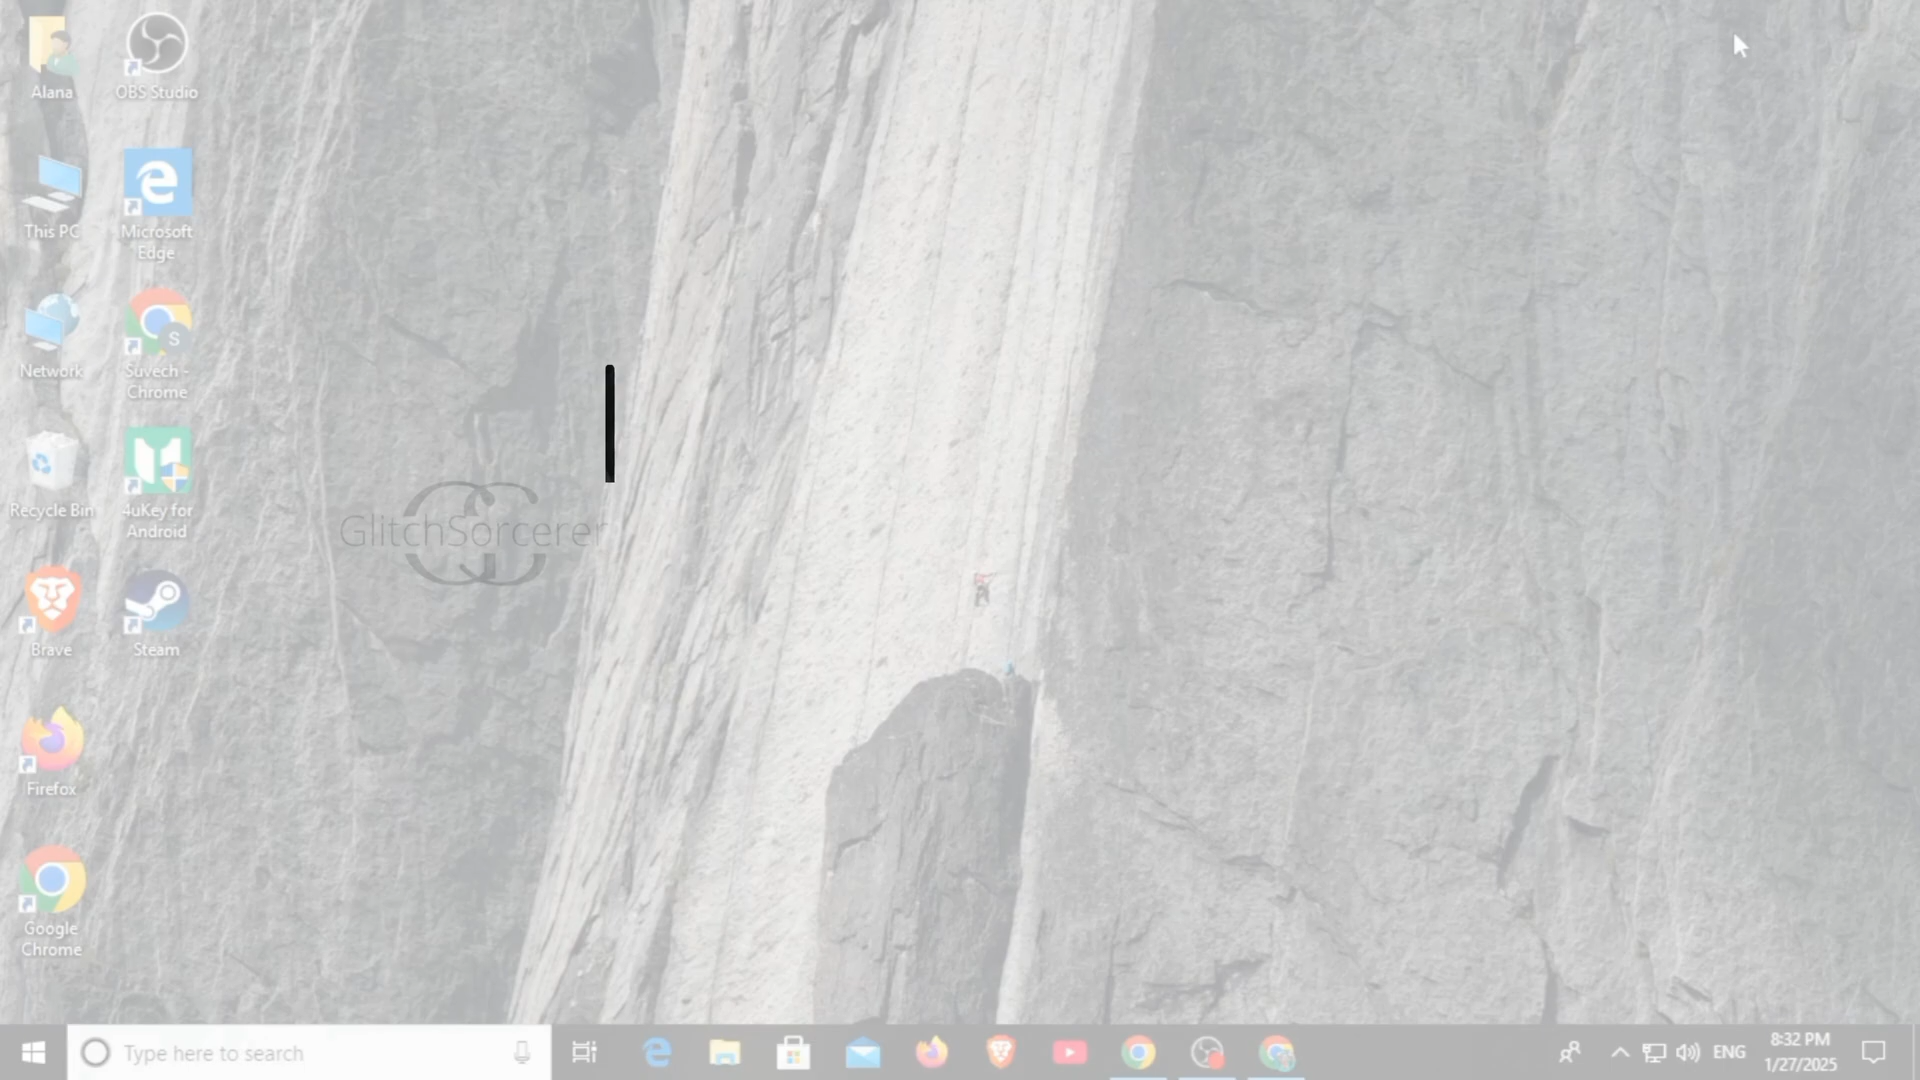 Alana
OBS Studio
This PC
Microsoft
Edge
Network
Suvech -
Chrome
S
Recycle Bin
4uKey for
Android
GlitchSorcerer
Brave
Steam
Firefox
Google
Chrome
Type here to search
ENG
8:32 PM
1/27/2025